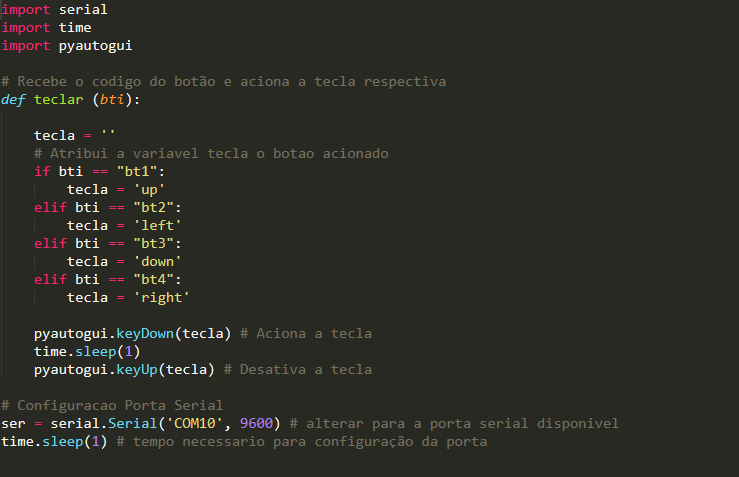 import serial
import time
import pyautogui
# Recebe o codigo do botão e aciona a tecla respectiva
def teclar (bti):
tecla = ''
# Atribui a variavel tecla o botao acionado
if bti == "bt1":
tecla = 'up'
elif bti == "bt2":
tecla = 'left'
elif bti == "bt3":
tecla = 'down'
elif bti == "bt4":
tecla = 'right'
pyautogui.keyDown(tecla) # Aciona a tecla
time.sleep(1)
pyautogui.keyUp(tecla) # Desativa a tecla
# Configuracao Porta Serial
ser = serial.Serial('COM10', 9600) # alterar para a porta serial disponivel
time.sleep(1) # tempo necessario para configuração da porta